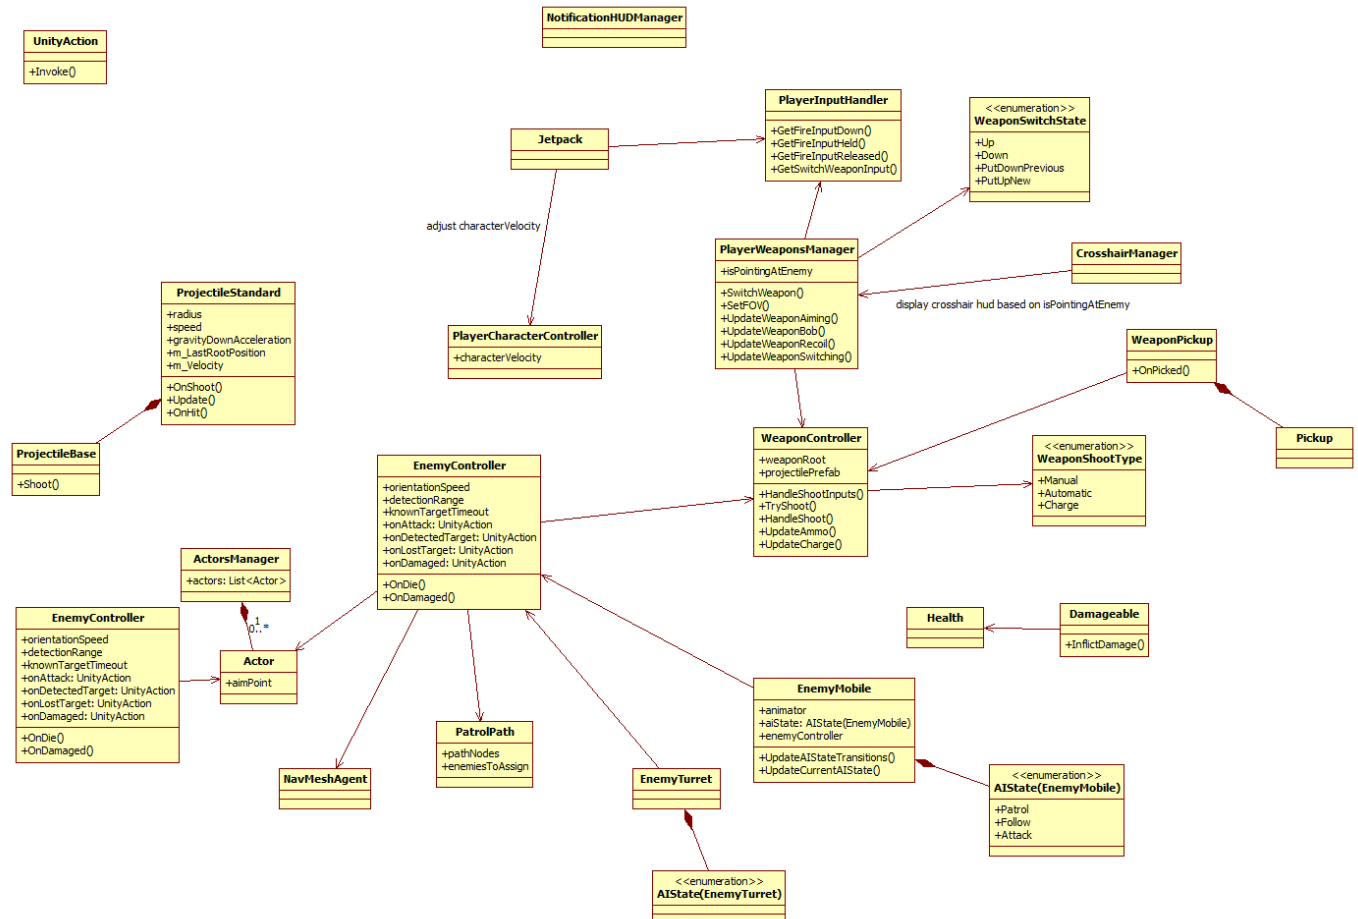 NotificationHUDManager
UnityAction
+Invoke()
PlayerInputHandler
+GetFireInputDown()
+GetFireInputHeld()
+GetFireInputReleased()
+GetSwitchWeaponInput()
<<enumeration>>
WeaponSwitchState
+Up
+Down
+PutDownPrevious
+PutUpNew
Jetpack
adjust characterVelocity
PlayerWeaponsManager
+isPointingAtEnemy
+SwitchWeapon()
+SetFOV()
+UpdateWeaponAiming()
+UpdateWeaponBob()
+UpdateWeaponRecoil()
+UpdateWeaponSwitching()
CrosshairManager
display crosshair hud based on isPointingAtEnemy
ProjectileStandard
+radius
+speed
+gravityDownAcceleration
+m_LastRootPosition
+m_Velocity
+OnShoot()
+Update()
+OnHit()
PlayerCharacterController
+characterVelocity
WeaponPickup
+OnPicked()
Pickup
ProjectileBase
+Shoot()
WeaponController
+weaponRoot
+projectilePrefab
+HandleShootInputs()
+TryShoot()
+HandleShoot()
+UpdateAmmo()
+UpdateCharge()
<<enumeration>>
WeaponShootType
+Manual
+Automatic
+Charge
EnemyController
+orientationSpeed
+detectionRange
+knownTargetTimeout
+onAttack: UnityAction
+onDetectedTarget: UnityAction
+onLostTarget: UnityAction
+onDamaged: UnityAction
+OnDie()
+OnDamaged()
ActorsManager
+actors: List<Actor>
1
0..*
EnemyController
+orientationSpeed
+detectionRange
+knownTargetTimeout
+onAttack: UnityAction
+onDetectedTarget: UnityAction
+onLostTarget: UnityAction
+onDamaged: UnityAction
+OnDie()
+OnDamaged()
Actor
+aimPoint
Health
Damageable
+InflictDamage()
EnemyMobile
+animator
+aiState: AIState(EnemyMobile)
+enemyController
+UpdateAIStateTransitions()
+UpdateCurrentAIState()
PatrolPath
+pathNodes
+enemiesToAssign
NavMeshAgent
EnemyTurret
<<enumeration>>
AIState(EnemyMobile)
+Patrol
+Follow
+Attack
<<enumeration>>
AIState(EnemyTurret)